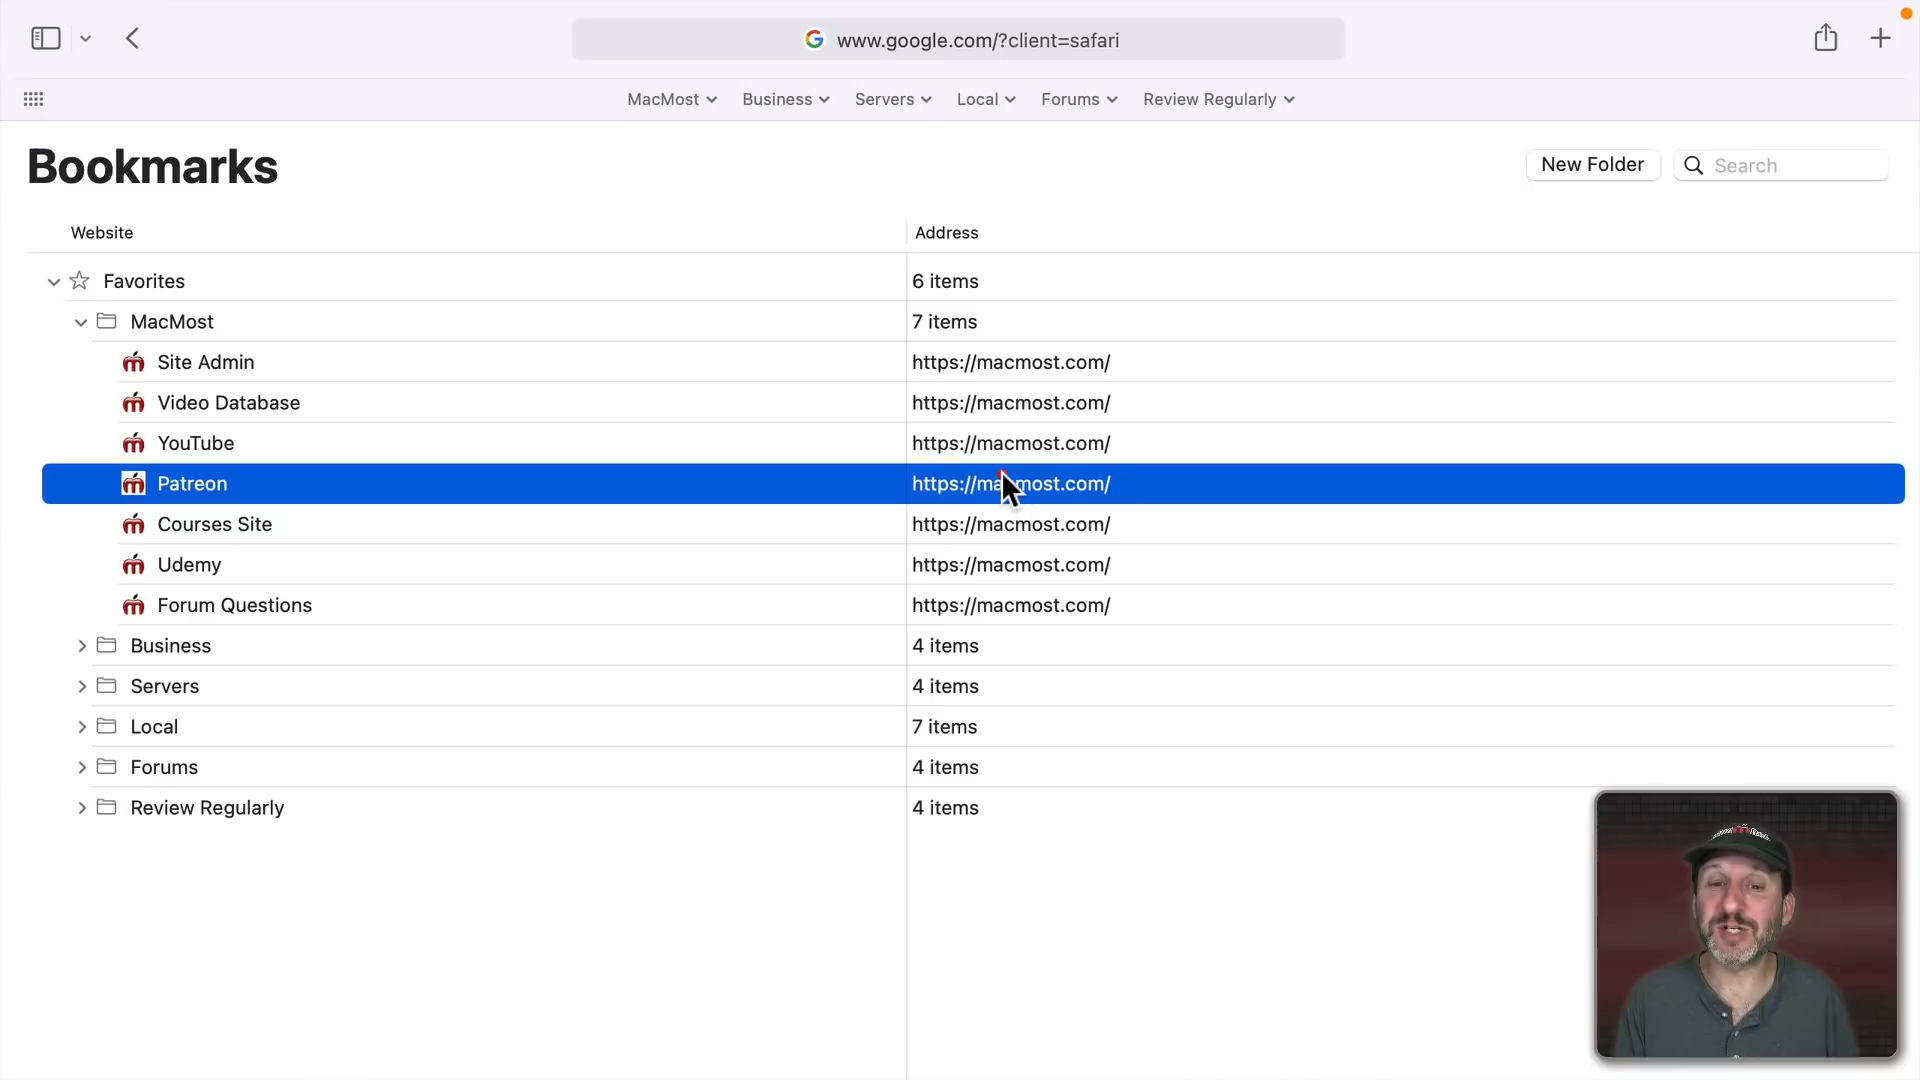 www.google.com/?client=safari
MacMost Business Servers Local Forums Review Regularly
Bookmarks
New Folder Search
Website Address
Favorites 6 items
MacMost 7 items
Site Admin https://macmost.com/
Video Database https://macmost.com/
YouTube https://macmost.com/
Patreon https://macmost.com/
Courses Site https://macmost.com/
Udemy https://macmost.com/
Forum Questions https://macmost.com/
Business 4 items
Servers 4 items
Local 7 items
Forums 4 items
Review Regularly 4 items